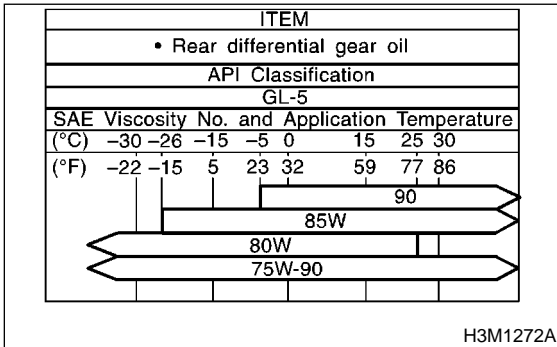 ITEM
• Rear differential gear oil
API Classification
GL-5
SAE Viscosity No. and Application Temperature
(°C) –30 –26 –15 –5 0 15 25 30
(°F) –22 –15 5 23 32 59 77 86
90
85W
80W
75W-90
H3M1272A